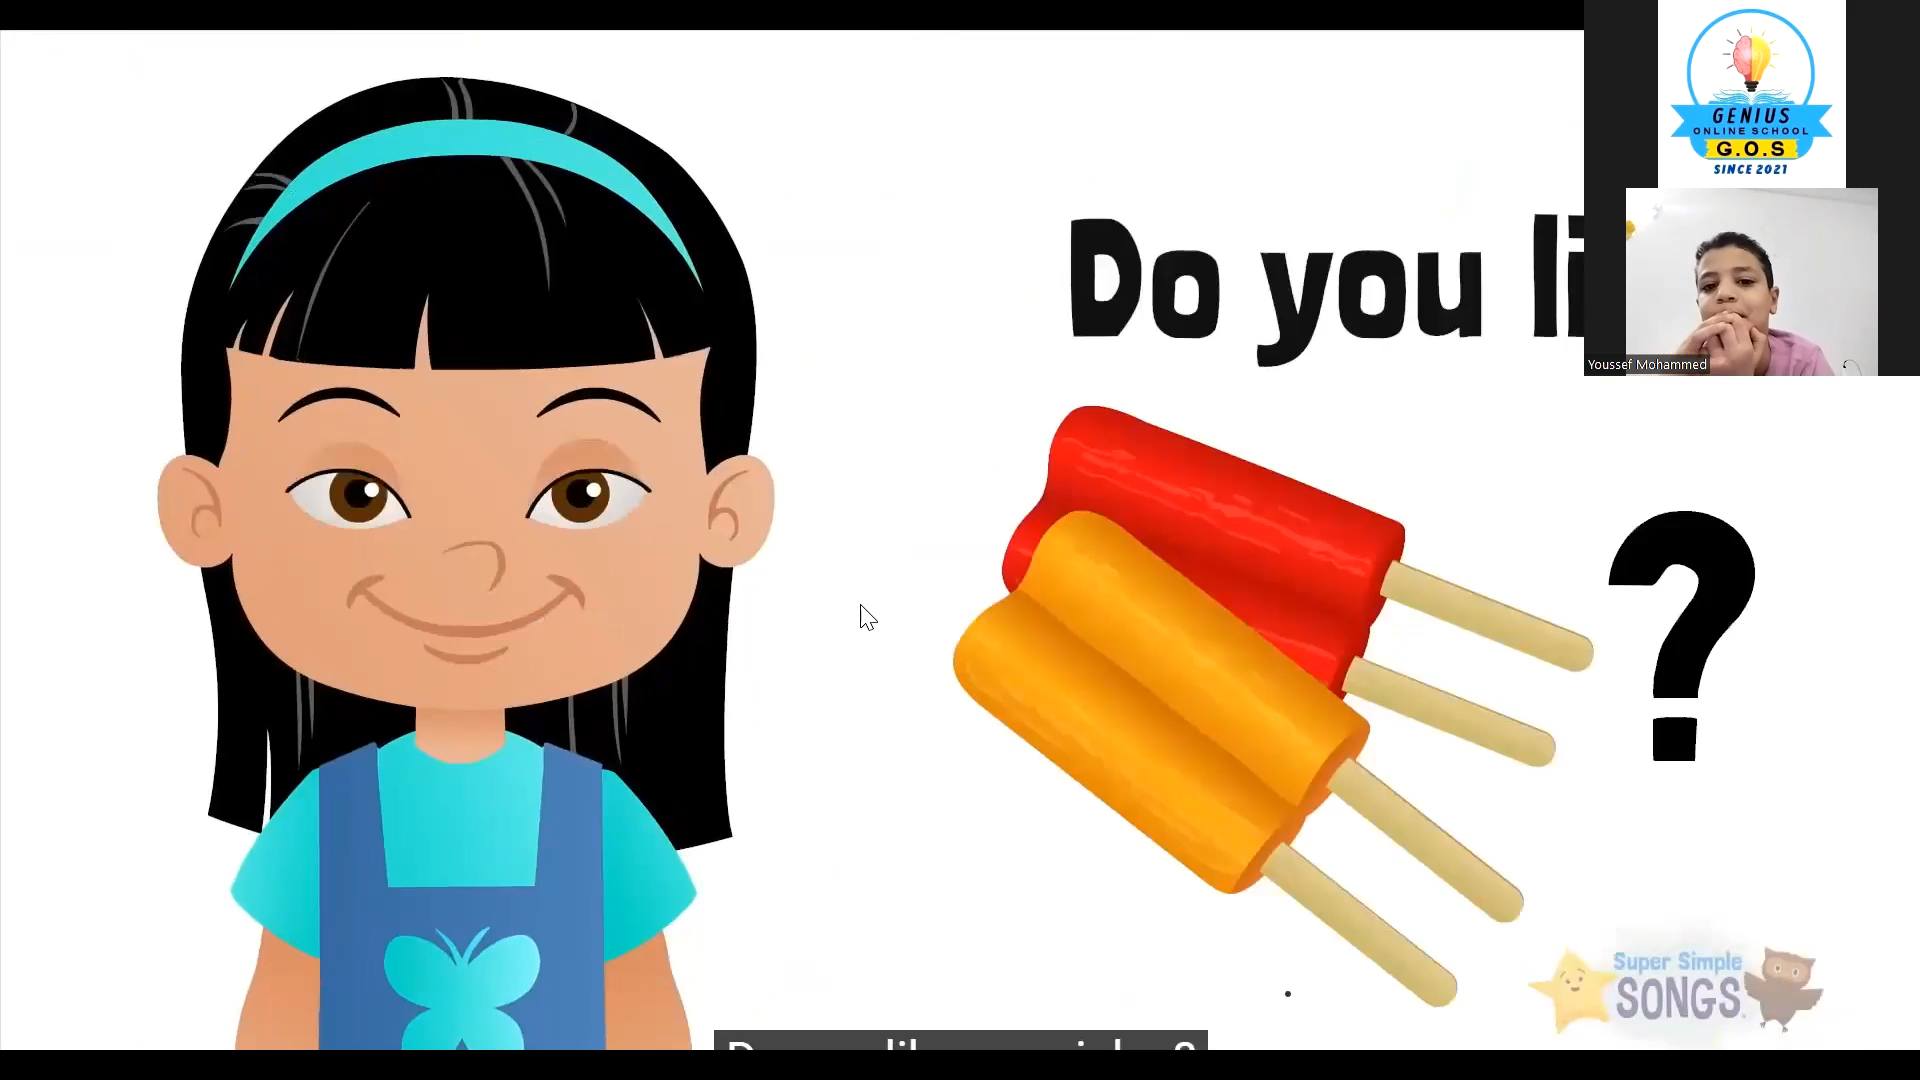 GENIUS
ONLINE SCHOOL
G.O.S
SINCE 2021
Do you li
?
Youssef Mohammed
Super Simple
SONGS